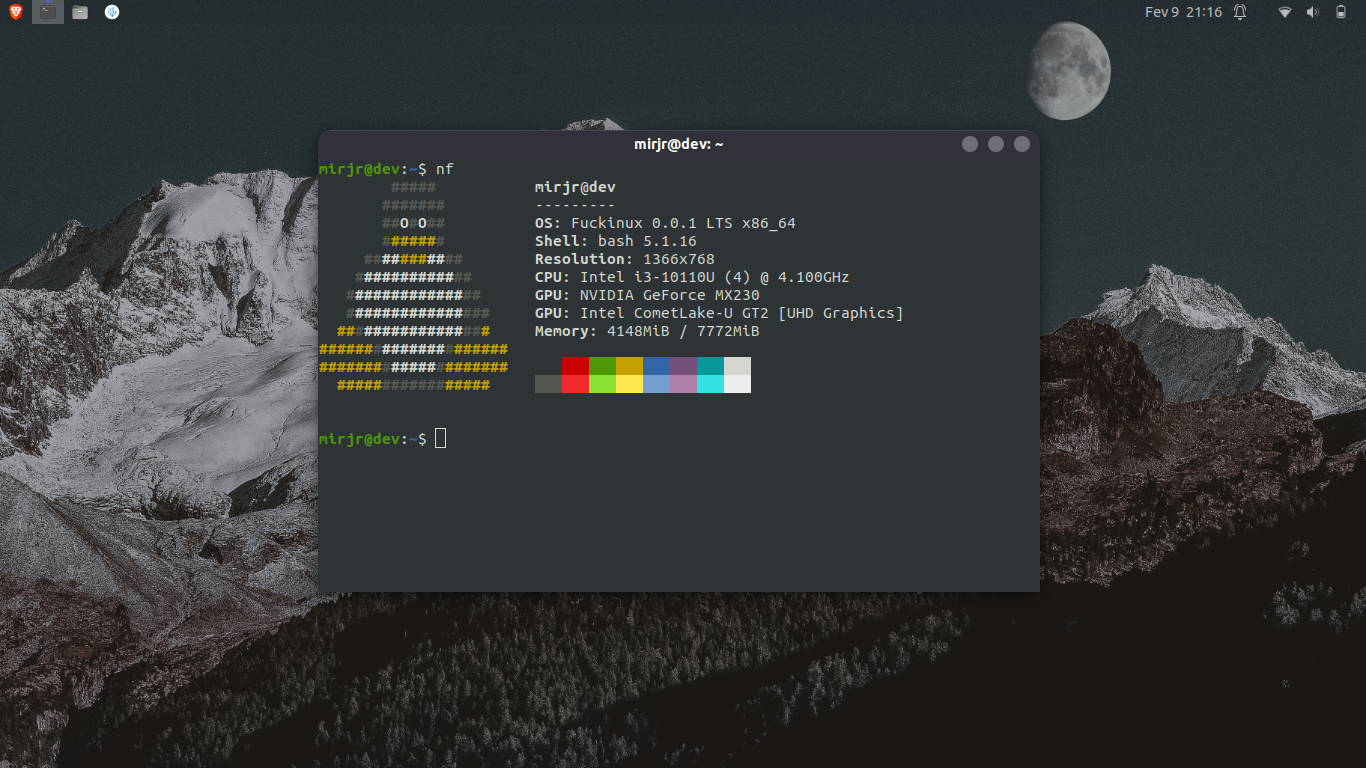 Fev 9 21:16
mirjr@dev: ~
mirjr@dev:~$ nf
#####
#######
##O#O##
#######
###########
#############
###############
################
#################
#####################
#####################
#################
mirjr@dev
---------
OS: Fuckinux 0.0.1 LTS x86_64
Shell: bash 5.1.16
Resolution: 1366x768
CPU: Intel i3-10110U (4) @ 4.100GHz
GPU: NVIDIA GeForce MX230
GPU: Intel CometLake-U GT2 [UHD Graphics]
Memory: 4148MiB / 7772MiB
mirjr@dev:~$